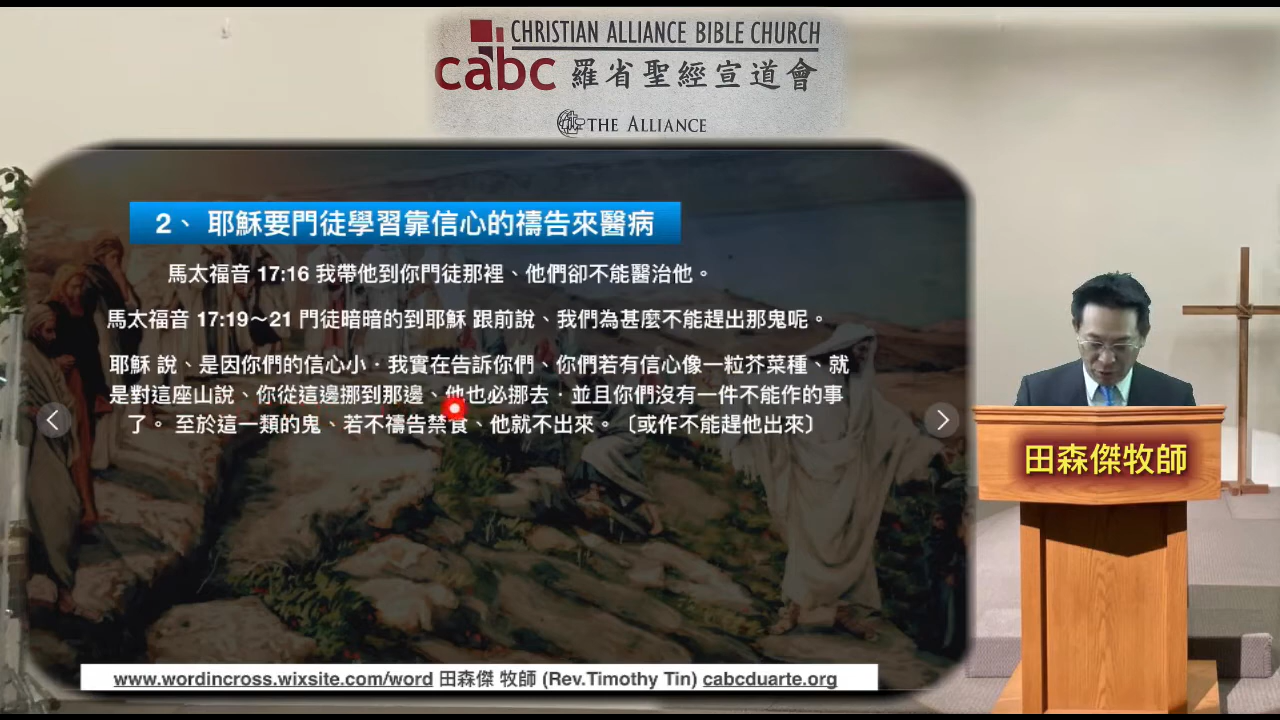 CHRISTIAN ALLIANCE BIBLE CHURCH
cabc 羅省聖經宣道會
THE ALLIANCE
2、 耶穌要門徒學習靠信心的禱告來醫病
馬太福音 17:16 我帶他到你門徒那裡、他們卻不能醫治他。
馬太福音 17:19～21 門徒暗暗的到耶穌 跟前說、我們為甚麼不能趕出那鬼呢。
耶穌 說、是因你們的信心小．我實在告訴你們、你們若有信心像一粒芥菜種、就
是對這座山說、你從這邊挪到那邊、他也必挪去．並且你們沒有一件不能作的事
了。 至於這一類的鬼、若不禱告禁食、他就不出來。〔或作不能趕他出來〕
田森傑牧師
www.wordincross.wixsite.com/word 田森傑 牧師 (Rev.Timothy Tin) cabcduarte.org